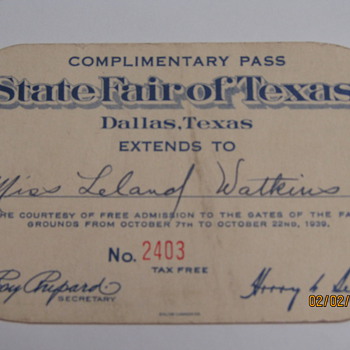 COMPLIMENTARY PASS
State Fair of Texas
Dallas, Texas
EXTENDS TO
Miss Leland Watkins
THE COURTESY OF FREE ADMISSION TO THE GATES OF THE FA
GROUNDS FROM OCTOBER 7TH TO OCTOBER 22ND, 1939.
No. 2403
TAX FREE
Roy Rupard
SECRETARY
Harry
02/02/